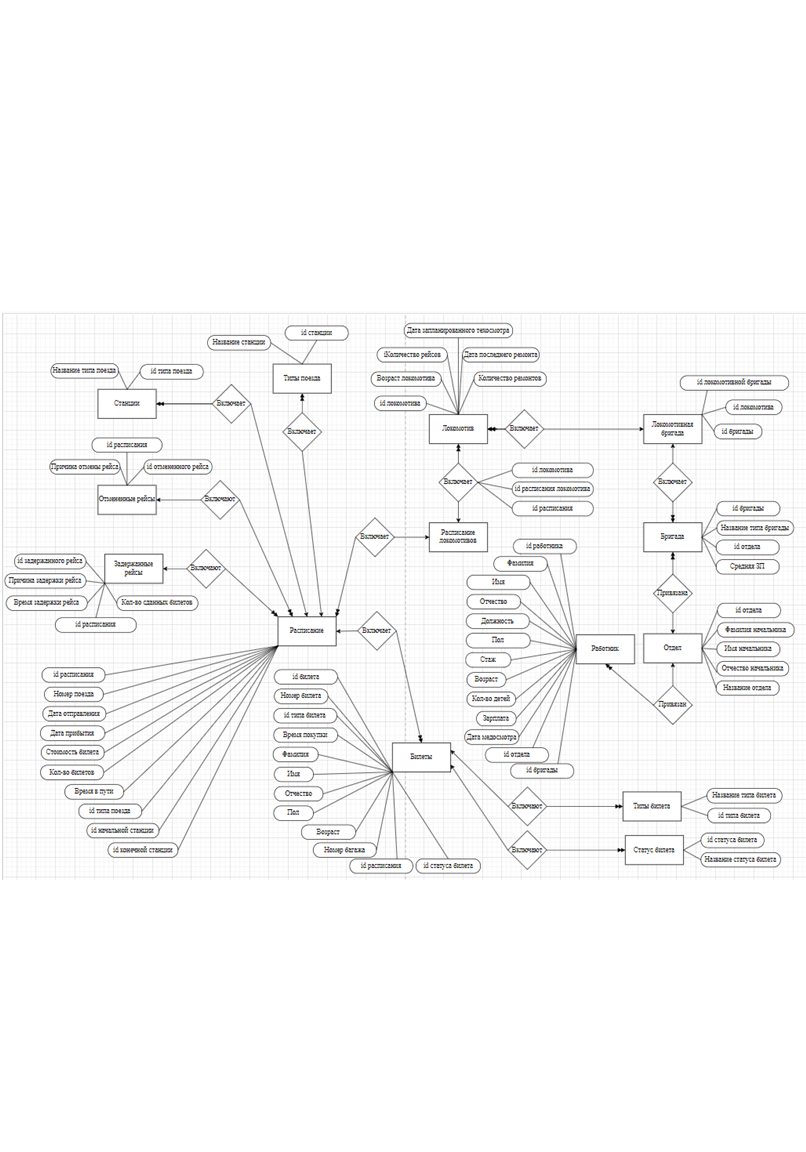 id станции
Название станции
Дата запланированного техосмотра
Количество рейсов
Дата последнего ремонта
Название типа поезда
id типа поезда
Типы поезда
Возраст локомотива
Количество ремонтов
id локомотивной бригады
Станции
Включает
id локомотива
id локомотива
Включает
Локомотив
Включает
Локомотивная
бригада
id бригады
id расписания
Причина отмены рейса
id отмененного рейса
Включает
id локомотива
Включает
id расписания локомотива
Отмененные рейсы
Включают
id расписания
id бригады
Название типа бригады
Включает
Расписание
локомотивов
Бригада
id отдела
id задержанного рейса
Задержанные
рейсы
Включают
id работника
Фамилия
Средняя ЗП
Причина задержки рейса
Имя
Привязана
Время задержки рейса
Кол-во сданных билетов
Отчество
id отдела
id расписания
Расписание
Включает
Должность
Фамилия начальника
Пол
Работник
Отдел
Имя начальника
Стаж
Отчество начальника
id расписания
id билета
Возраст
Название отдела
Номер поезда
Номер билета
Кол-во детей
Привязан
Дата отправления
id типа билета
Зарплата
Дата прибытия
Время покупки
Дата медосмотра
Стоимость билета
Фамилия
Билеты
id отдела
Кол-во билетов
Имя
id бригады
Время в пути
Отчество
Название типа билета
id типа поезда
Пол
Включают
Типы билета
id типа билета
id начальной станции
Возраст
id статуса билета
id конечной станции
Номер багажа
Включают
Статус билета
Название статуса билета
id расписания
id статуса билета